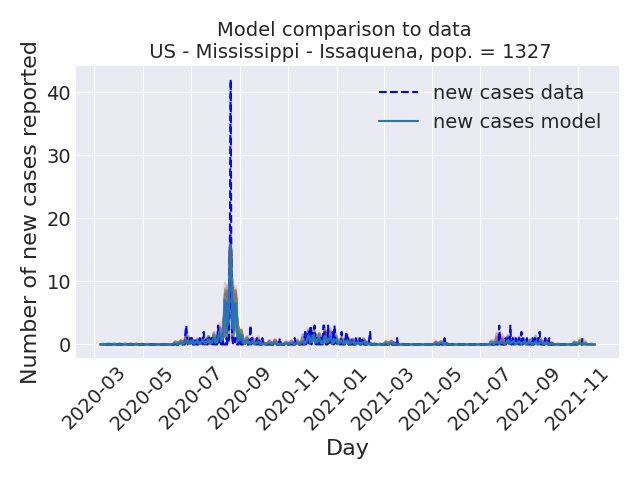 Model comparison to data
US - Mississippi - Issaquena, pop. = 1327
Number of new cases reported
40
30
20
10
0
new cases data
new cases model
2020-03
2020-05
2020-07
2020-09
2020-11
2021-01
2021-03
2021-05
2021-07
2021-09
2021-11
Day